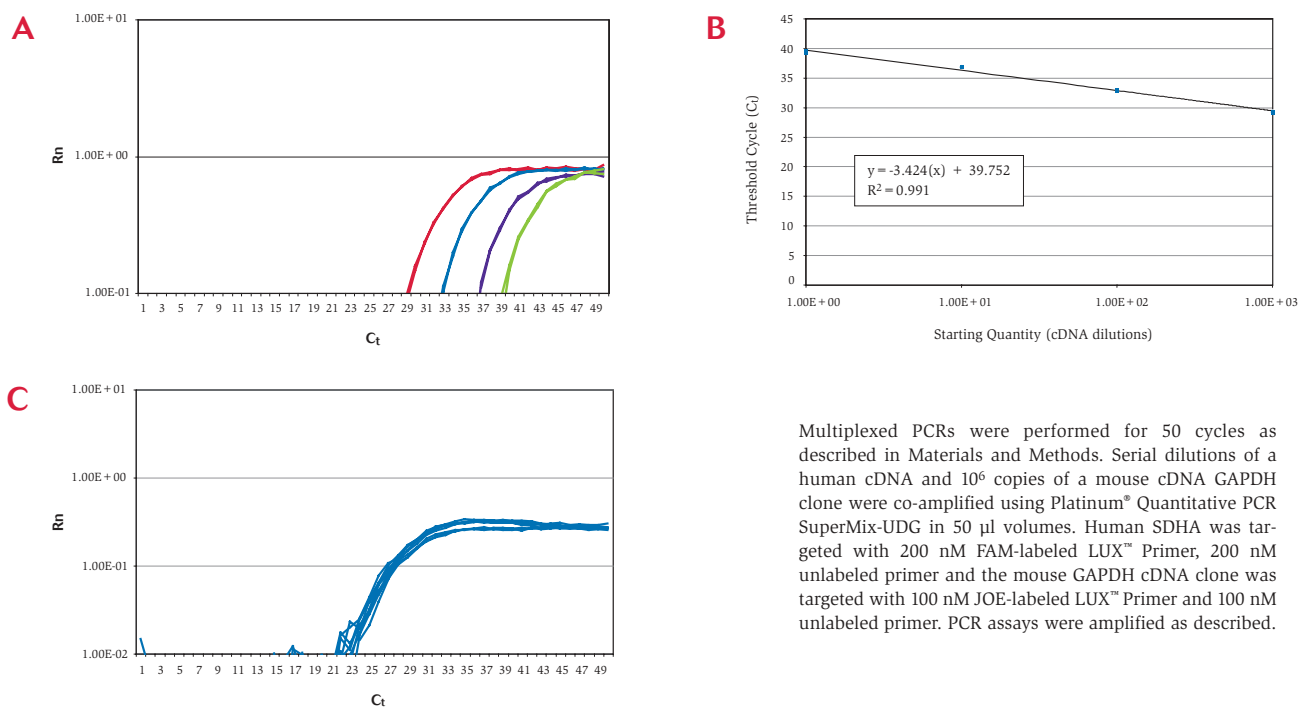 A
1.00E+01
1.00E+00
1.00E-01
Rn
1 3 5 7 9 11 13 15 17 19 21 23 25 27 29 31 33 35 37 39 41 43 45 47 49
Ct
B
45
40
35
30
25
20
15
10
5
0
Threshold Cycle (Ct)
y = -3.424(x) + 39.752
R2 = 0.991
1.00E+00 1.00E+01 1.00E+02 1.00E+03
Starting Quantity (cDNA dilutions)
C
1.00E+01
1.00E+00
1.00E-01
1.00E-02
Rn
1 3 5 7 9 11 13 15 17 19 21 23 25 27 29 31 33 35 37 39 41 43 45 47 49
Ct
Multiplexed PCRs were performed for 50 cycles as
described in Materials and Methods. Serial dilutions of a
human cDNA and 10⁶ copies of a mouse cDNA GAPDH
clone were co-amplified using Platinum® Quantitative PCR
SuperMix-UDG in 50 µl volumes. Human SDHA was tar-
geted with 200 nM FAM-labeled LUX™ Primer, 200 nM
unlabeled primer and the mouse GAPDH cDNA clone was
targeted with 100 nM JOE-labeled LUX™ Primer and 100 nM
unlabeled primer. PCR assays were amplified as described.